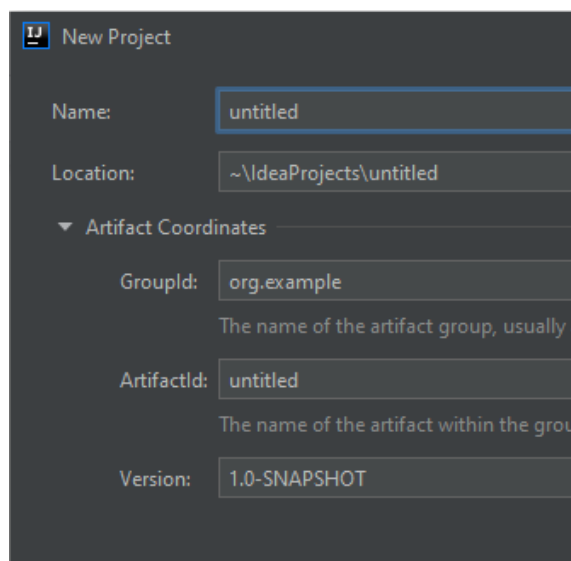 IJ
New Project
Name: untitled
Location: ~\IdeaProjects\untitled
Artifact Coordinates
GroupId: org.example
The name of the artifact group, usually
ArtifactId: untitled
The name of the artifact within the grou
Version: 1.0-SNAPSHOT